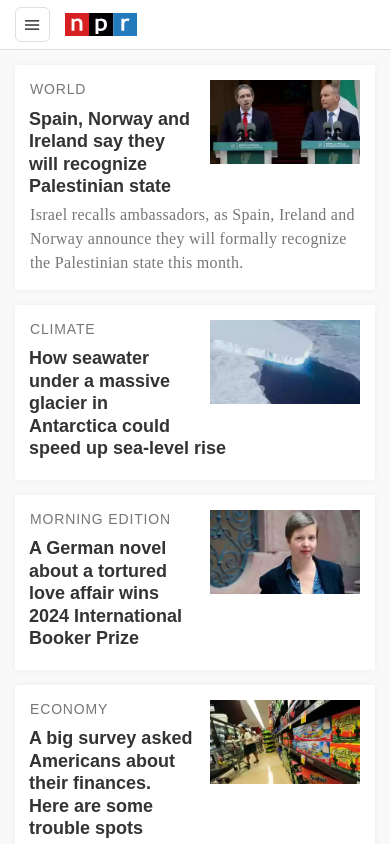 npr
WORLD
Spain, Norway and
Ireland say they
will recognize
Palestinian state
Israel recalls ambassadors, as Spain, Ireland and
Norway announce they will formally recognize
the Palestinian state this month.
CLIMATE
How seawater
under a massive
glacier in
Antarctica could
speed up sea-level rise
MORNING EDITION
A German novel
about a tortured
love affair wins
2024 International
Booker Prize
ECONOMY
A big survey asked
Americans about
their finances.
Here are some
trouble spots